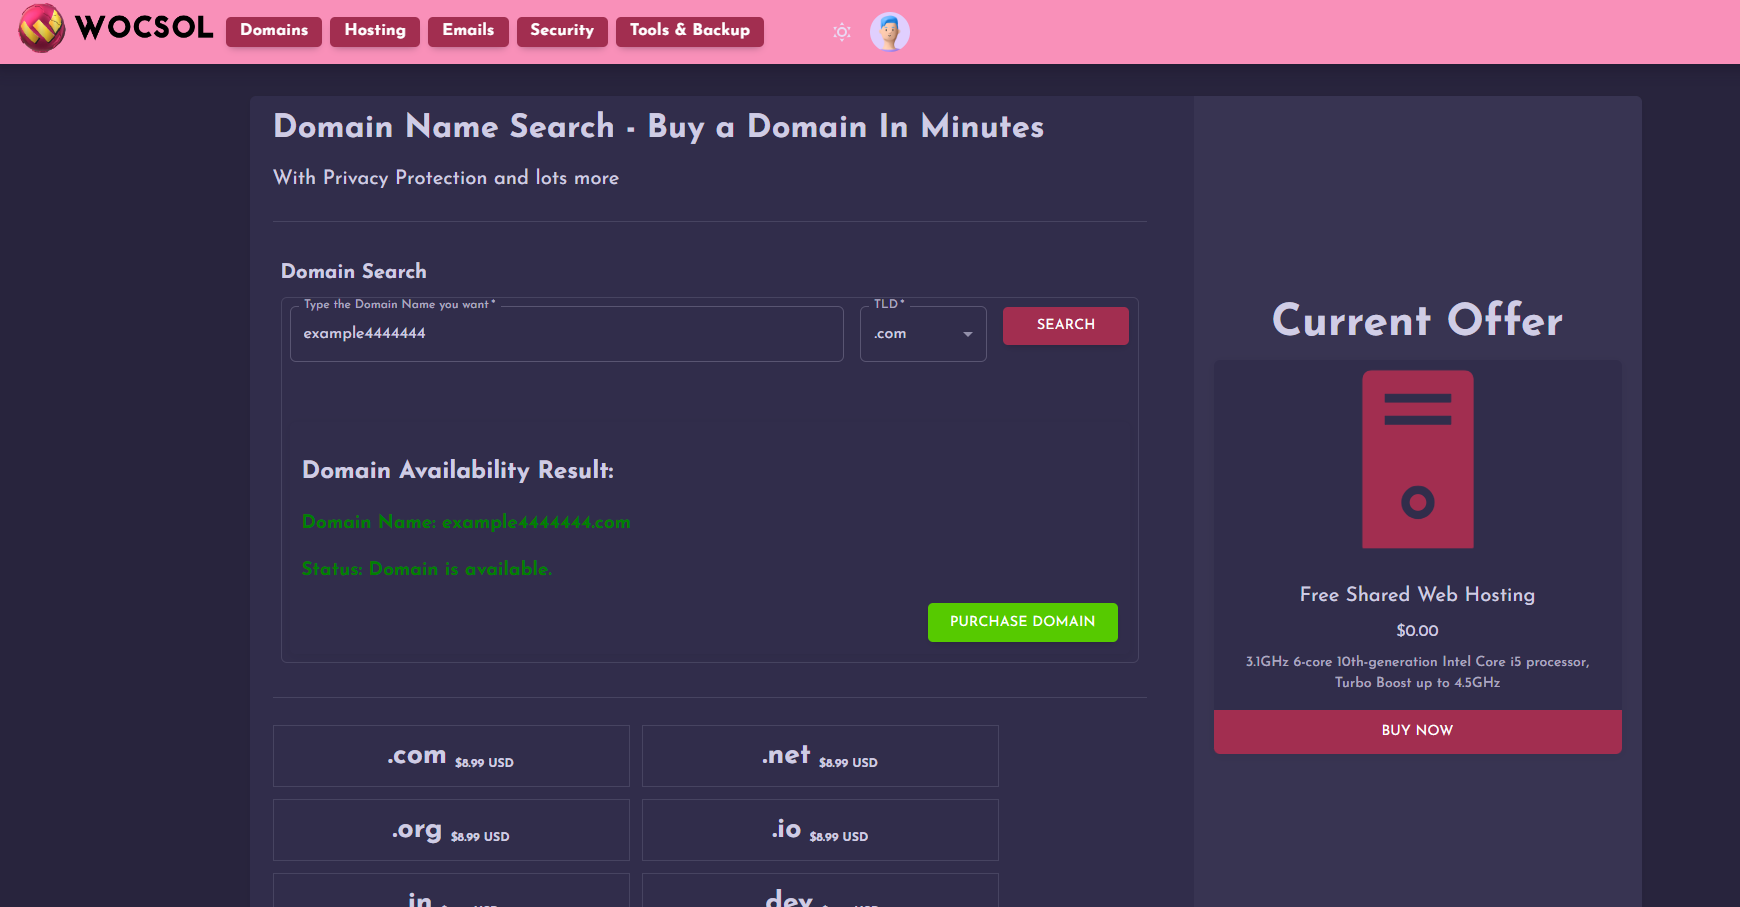 WOCSOL
Domains
Hosting
Emails
Security
Tools & Backup
Domain Name Search - Buy a Domain In Minutes
With Privacy Protection and lots more
Domain Search
Type the Domain Name you want *
example4444444
TLD *
.com
SEARCH
Domain Availability Result:
Domain Name: example4444444.com
Status: Domain is available.
PURCHASE DOMAIN
.com $8.99 USD
.net $8.99 USD
.org $8.99 USD
.io $8.99 USD
.in
.dev
Current Offer
Free Shared Web Hosting
$0.00
3.1GHz 6-core 10th-generation Intel Core i5 processor,
Turbo Boost up to 4.5GHz
BUY NOW